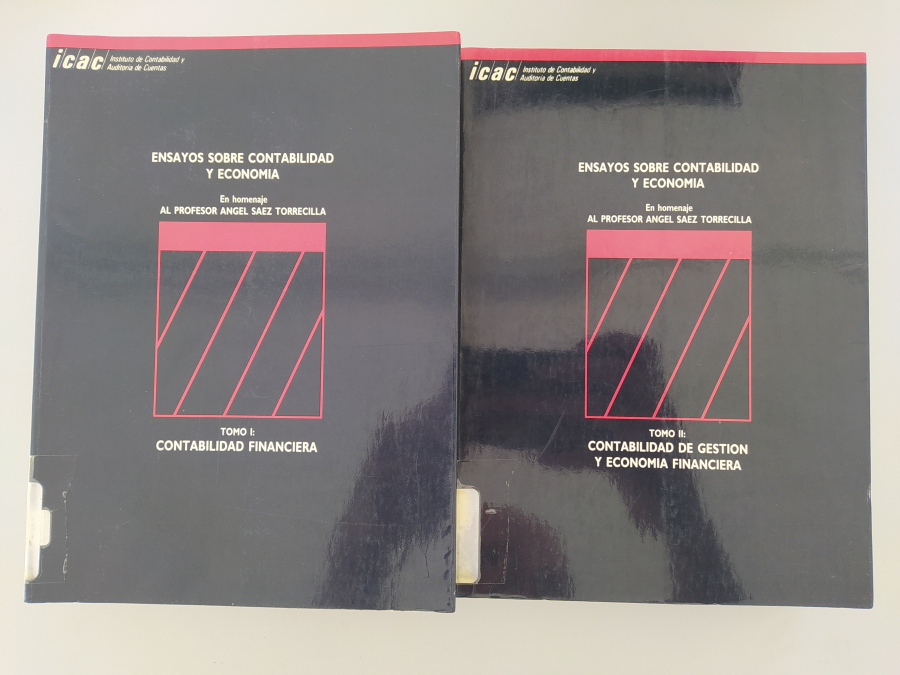 icac Instituto de Contabilidad y
Auditoría de Cuentas
ENSAYOS SOBRE CONTABILIDAD
Y ECONOMIA
En homenaje
AL PROFESOR ANGEL SAEZ TORRECILLA
TOMO I:
CONTABILIDAD FINANCIERA
icac Instituto de Contabilidad y
Auditoría de Cuentas
ENSAYOS SOBRE CONTABILIDAD
Y ECONOMIA
En homenaje
AL PROFESOR ANGEL SAEZ TORRECILLA
TOMO II:
CONTABILIDAD DE GESTION
Y ECONOMIA FINANCIERA